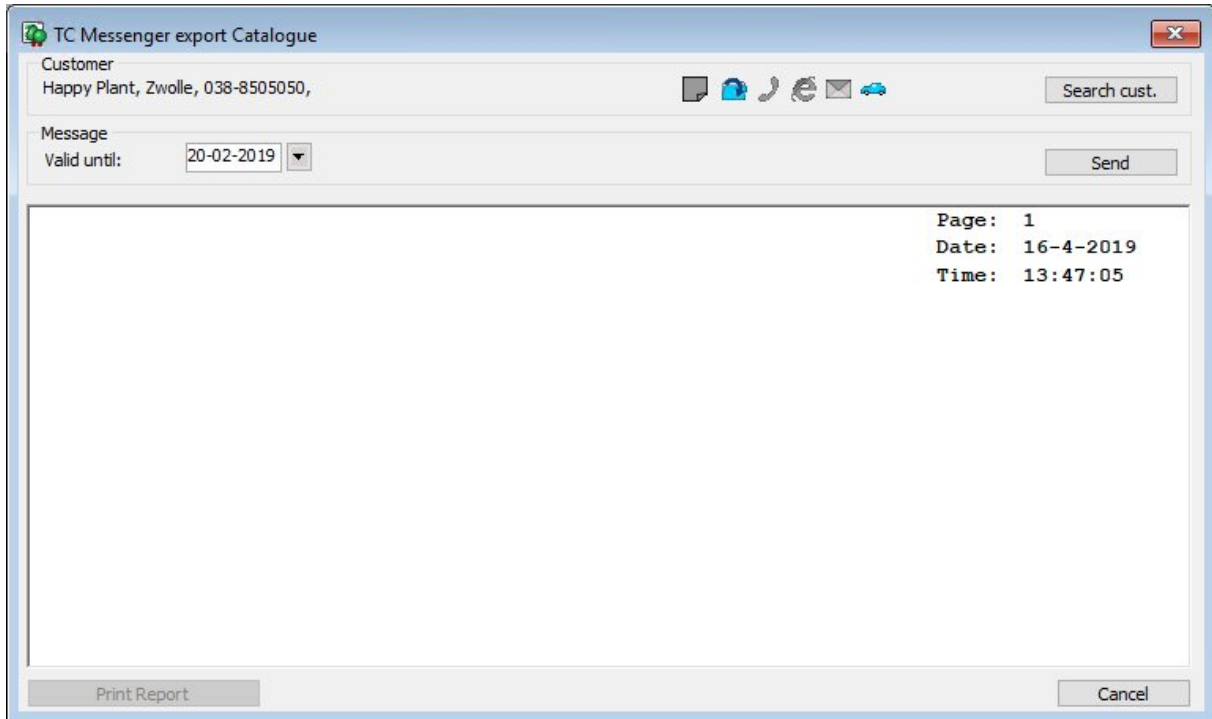 TC Messenger export Catalogue
Customer
Happy Plant, Zwolle, 038-8505050,
Search cust.
Message
Valid until: 20-02-2019
Send
Page: 1
Date: 16-4-2019
Time: 13:47:05
Print Report
Cancel